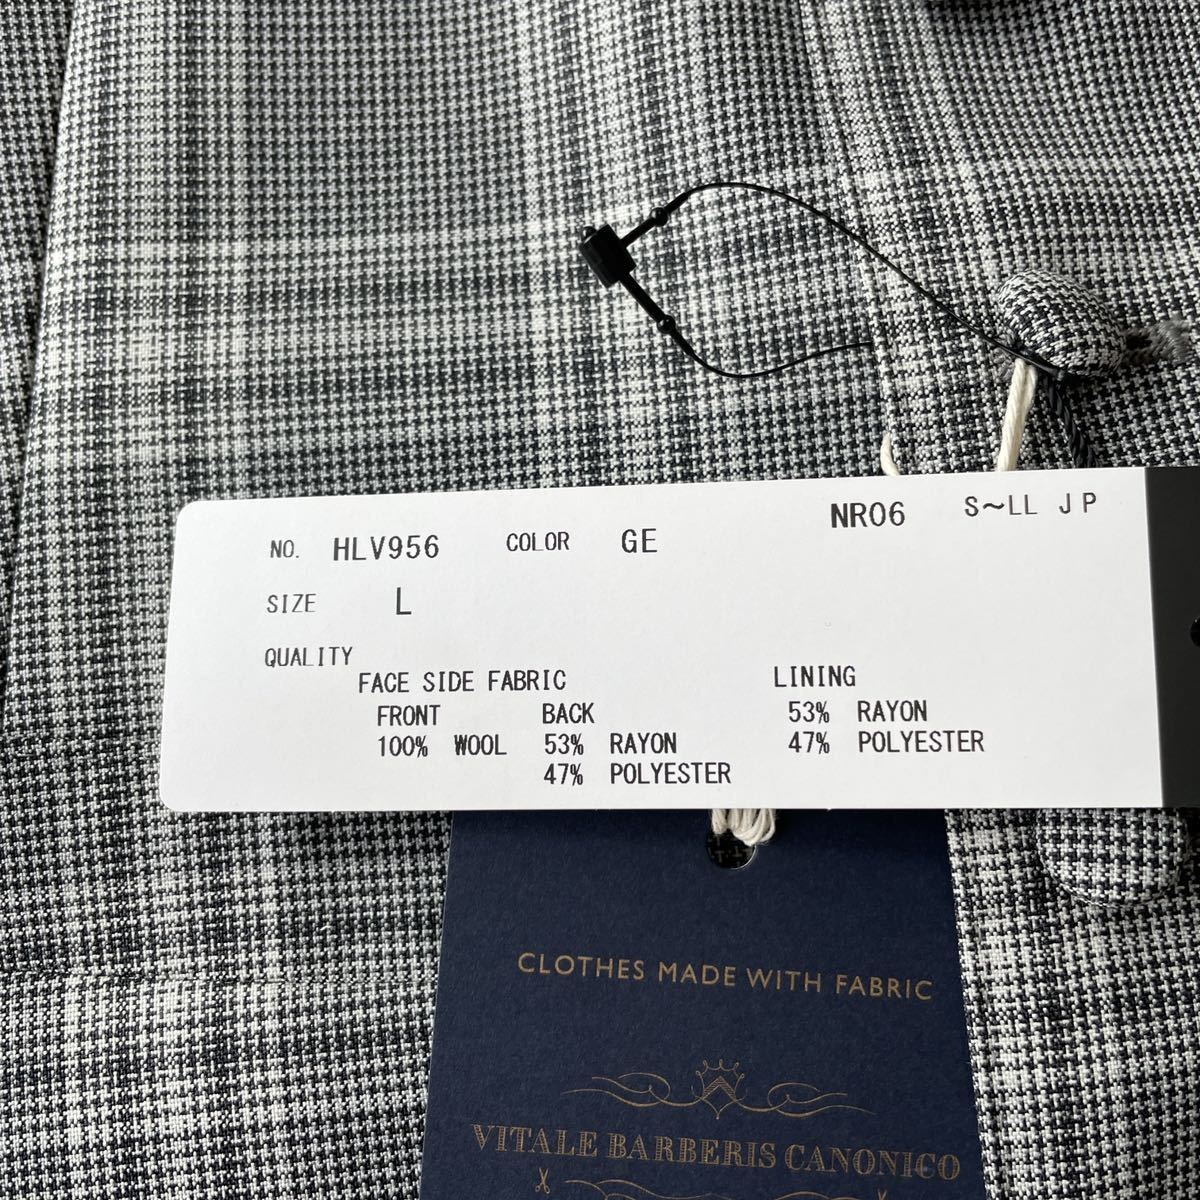 NR06 S～LL JP
NO. HLV956 COLOR GE
SIZE L
QUALITY
FACE SIDE FABRIC LINING
FRONT BACK 53% RAYON
100% WOOL 53% RAYON 47% POLYESTER
47% POLYESTER
CLOTHES MADE WITH FABRIC
VITALE BARBERIS CANONICO